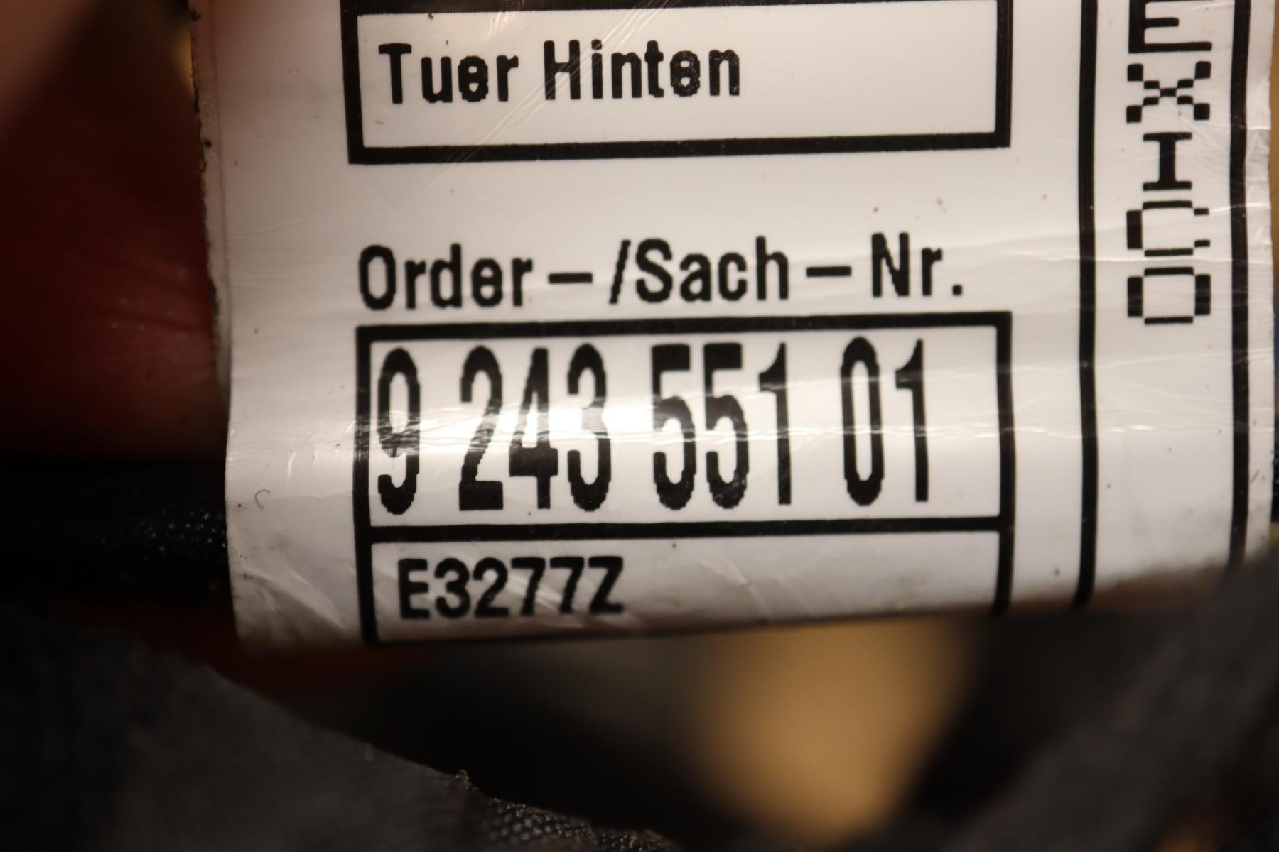 Tuer Hinten
Order-/Sach-Nr.
9 243 551 01
E3277Z
EXICO